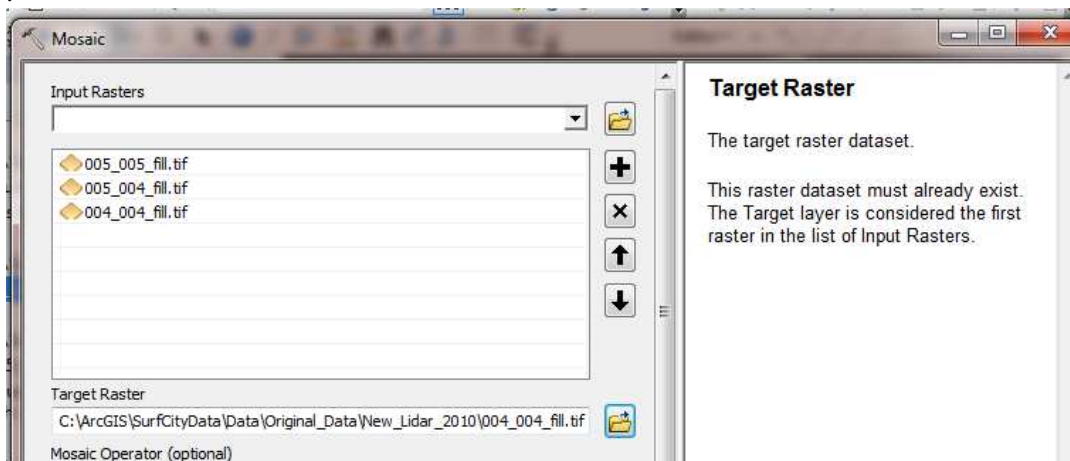 Mosaic
Input Rasters
005_005_fill.tif
005_004_fill.tif
004_004_fill.tif
Target Raster
C:\ArcGIS\SurfCityData\Data\Original_Data\New_Lidar_2010\004_004_fill.tif
Mosaic Operator (optional)
Target Raster
The target raster dataset.
This raster dataset must already exist.
The Target layer is considered the first
raster in the list of Input Rasters.